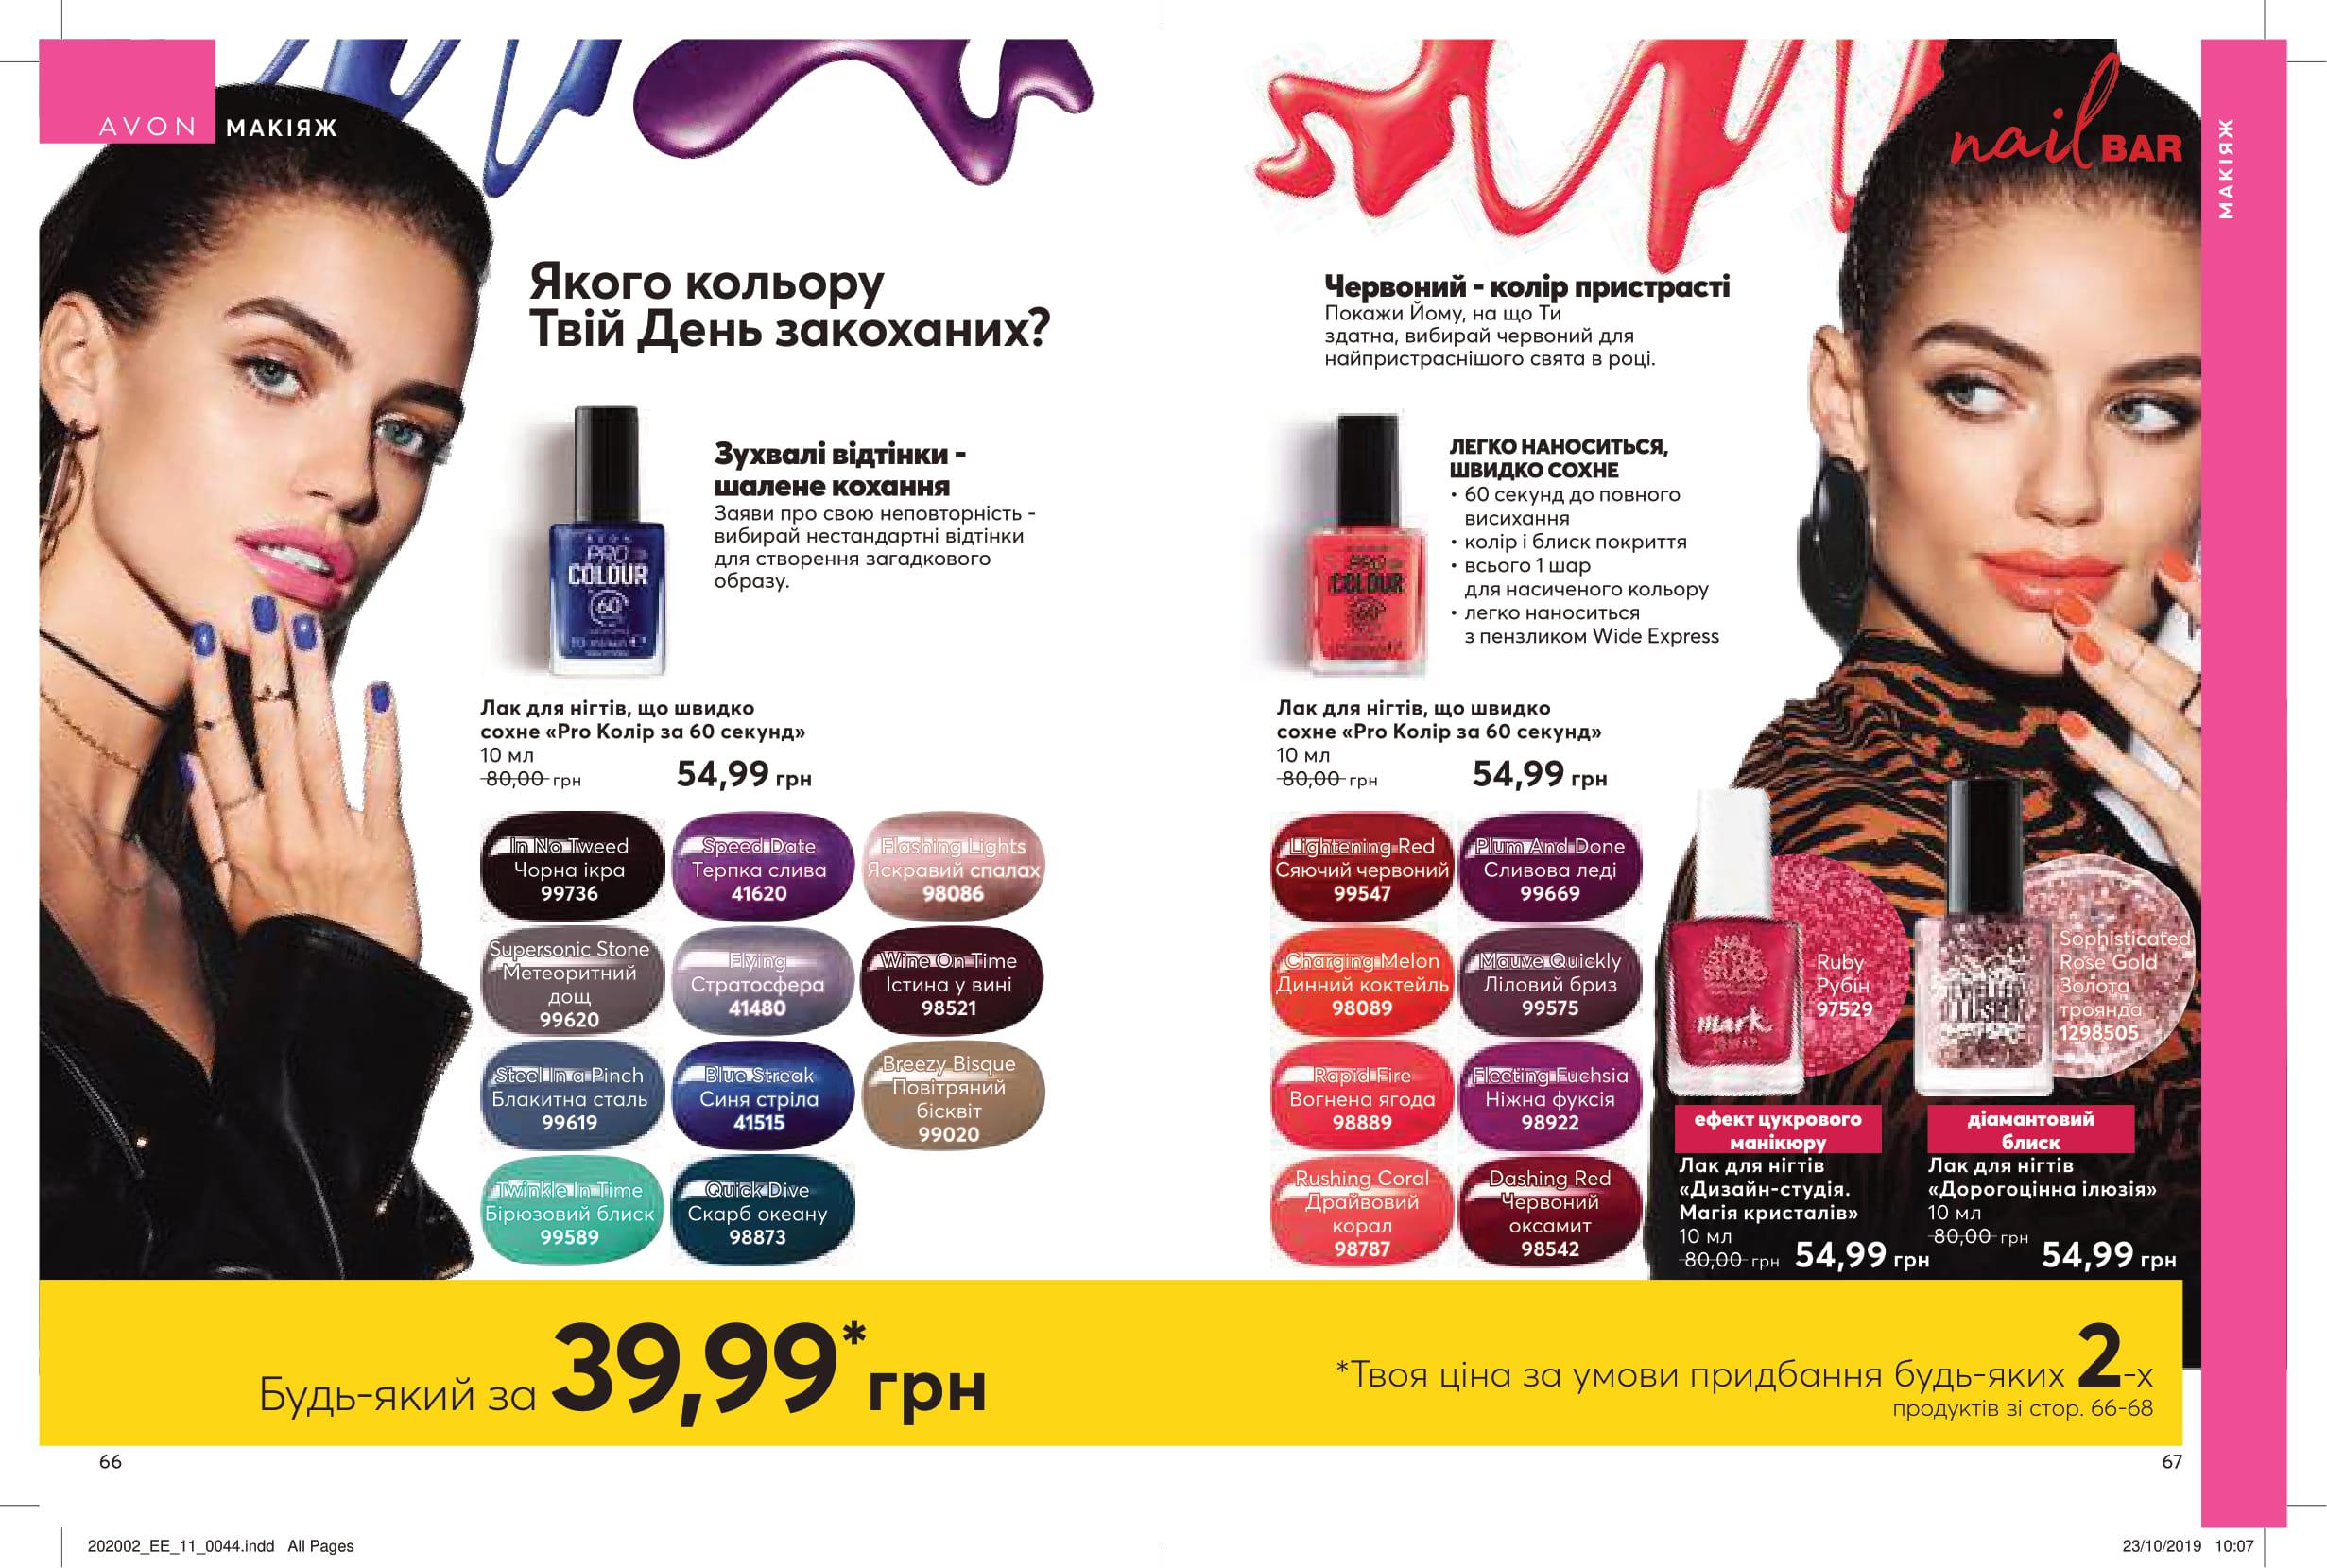 AVON МАКІЯЖ
Якого кольору
Твій День закоханих?
Зухвалі відтінки -
шалене кохання
Заяви про свою неповторність -
вибирай нестандартні відтінки
для створення загадкового
образу.
AVON
PRO
COLOUR
60
Лак для нігтів, що швидко
сохне «Pro Колір за 60 секунд»
10 мл
80,00 грн 54,99 грн
In No Tweed
Чорна ікра
99736
Speed Date
Терпка слива
41620
Flashing Lights
Яскравий спалах
98086
Supersonic Stone
Метеоритний
дощ
99620
Flying
Стратосфера
41480
Wine On Time
Істина у вині
98521
Steel In a Pinch
Блакитна сталь
99619
Blue Streak
Синя стріла
41515
Breezy Bisque
Повітряний
бісквіт
99020
Twinkle In Time
Бірюзовий блиск
99589
Quick Dive
Скарб океану
98873
Будь-який за 39,99* грн
66
nail BAR
МАКІЯЖ
Червоний - колір пристрасті
Покажи Йому, на що Ти
здатна, вибирай червоний для
найпристраснішого свята в році.
PRO
COLOUR
60
ЛЕГКО НАНОСИТЬСЯ,
ШВИДКО СОХНЕ
• 60 секунд до повного
висихання
• колір і блиск покриття
• всього 1 шар
для насиченого кольору
• легко наноситься
з пензликом Wide Express
Лак для нігтів, що швидко
сохне «Pro Колір за 60 секунд»
10 мл
80,00 грн 54,99 грн
Lightening Red
Сяючий червоний
99547
Plum And Done
Сливова леді
99669
Charging Melon
Динний коктейль
98089
Mauve Quickly
Ліловий бриз
99575
Rapid Fire
Вогнена ягода
98889
Fleeting Fuchsia
Ніжна фуксія
98922
Rushing Coral
Драйвовий
корал
98787
Dashing Red
Червоний
оксамит
98542
NAIL
STYLE
STUDIO
mark.
Ruby
Рубін
97529
Sophisticated
Rose Gold
Золота
троянда
1298505
ефект цукрового
манікюру
Лак для нігтів
«Дизайн-студія.
Магія кристалів»
10 мл
80,00 грн 54,99 грн
діамантовий
блиск
Лак для нігтів
«Дорогоцінна ілюзія»
10 мл
80,00 грн
54,99 грн
*Твоя ціна за умови придбання будь-яких 2-х
продуктів зі стор. 66-68
67
202002_EE_11_0044.indd All Pages
23/10/2019 10:07